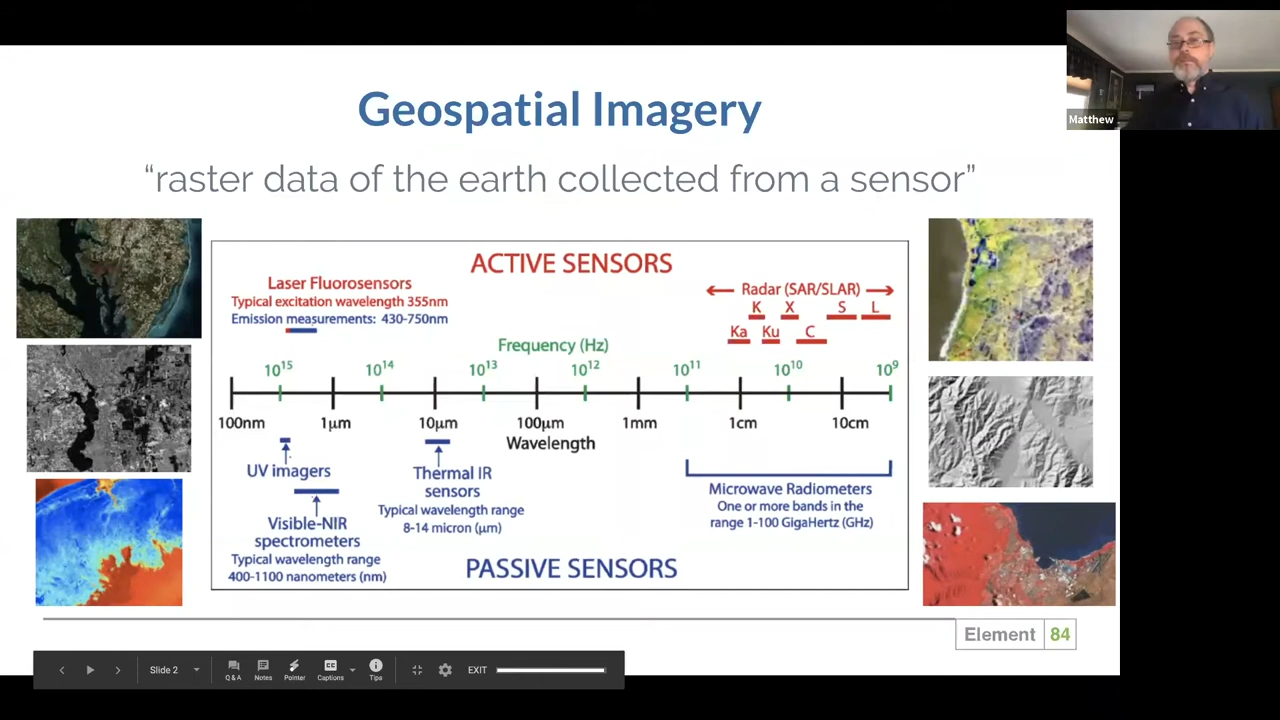 Matthew
Geospatial Imagery
“raster data of the earth collected from a sensor”
ACTIVE SENSORS
Laser Fluorosensors
Typical excitation wavelength 355nm
Emission measurements: 430-750nm
Radar (SAR/SLAR)
K X S L
Ka Ku C
Frequency (Hz)
10¹⁵ 10¹⁴ 10¹³ 10¹² 10¹¹ 10¹⁰ 10⁹
100nm 1μm 10μm 100μm 1mm 1cm 10cm
Wavelength
UV imagers
Visible-NIR
spectrometers
Typical wavelength range
400-1100 nanometers (nm)
Thermal IR
sensors
Typical wavelength range
8-14 micron (μm)
Microwave Radiometers
One or more bands in the
range 1-100 GigaHertz (GHz)
PASSIVE SENSORS
Element 84
Slide 2
Q & A
Notes
Pointer
Captions
Tips
EXIT